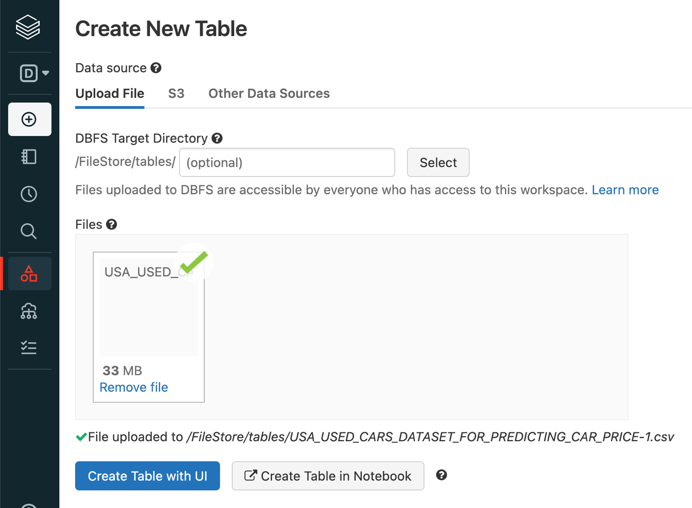 Create New Table
D
Data source
Upload File S3 Other Data Sources
DBFS Target Directory
/FileStore/tables/ (optional) Select
Files uploaded to DBFS are accessible by everyone who has access to this workspace. Learn more
Files
USA_USED_
33 MB
Remove file
File uploaded to /FileStore/tables/USA_USED_CARS_DATASET_FOR_PREDICTING_CAR_PRICE-1.csv
Create Table with UI Create Table in Notebook